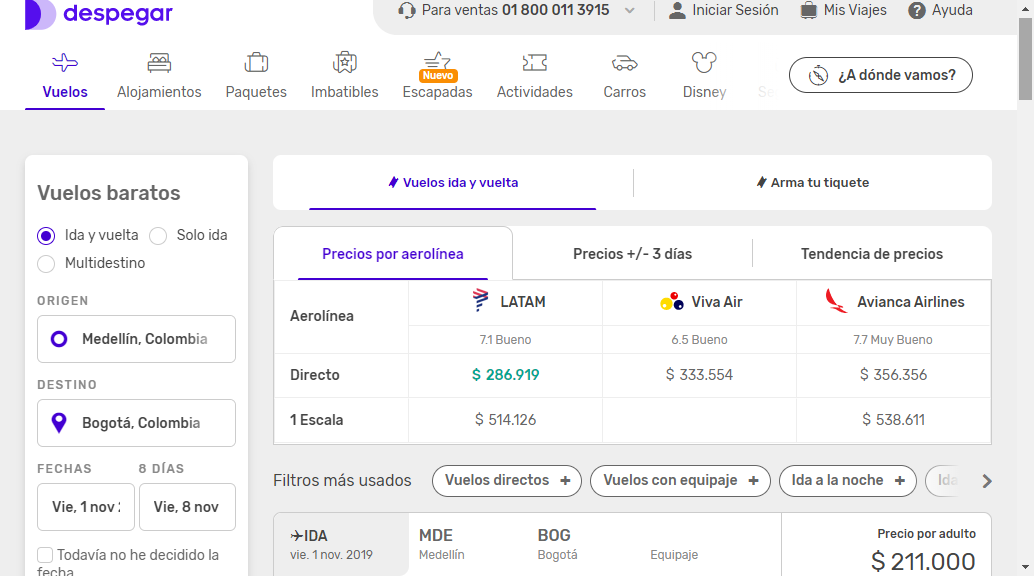 despegar
Para ventas 01 800 011 3915
Iniciar Sesión
Mis Viajes
Ayuda
Vuelos
Alojamientos
Paquetes
Imbatibles
Nuevo
Escapadas
Actividades
Carros
Disney
¿A dónde vamos?
Vuelos baratos
Ida y vuelta
Solo ida
Multidestino
ORIGEN
Medellín, Colombia
DESTINO
Bogotá, Colombia
FECHAS
8 DÍAS
Vie, 1 nov
Vie, 8 nov
Todavía no he decidido la
fecha
Vuelos ida y vuelta
Arma tu tiquete
Precios por aerolínea
Precios +/- 3 días
Tendencia de precios
Aerolínea
LATAM
Viva Air
Avianca Airlines
7.1 Bueno
6.5 Bueno
7.7 Muy Bueno
Directo
$ 286.919
$ 333.554
$ 356.356
1 Escala
$ 514.126
$ 538.611
Filtros más usados
Vuelos directos +
Vuelos con equipaje +
Ida a la noche +
Ida
IDA
MDE
BOG
vie. 1 nov. 2019
Medellín
Bogotá
Equipaje
Precio por adulto
$ 211.000